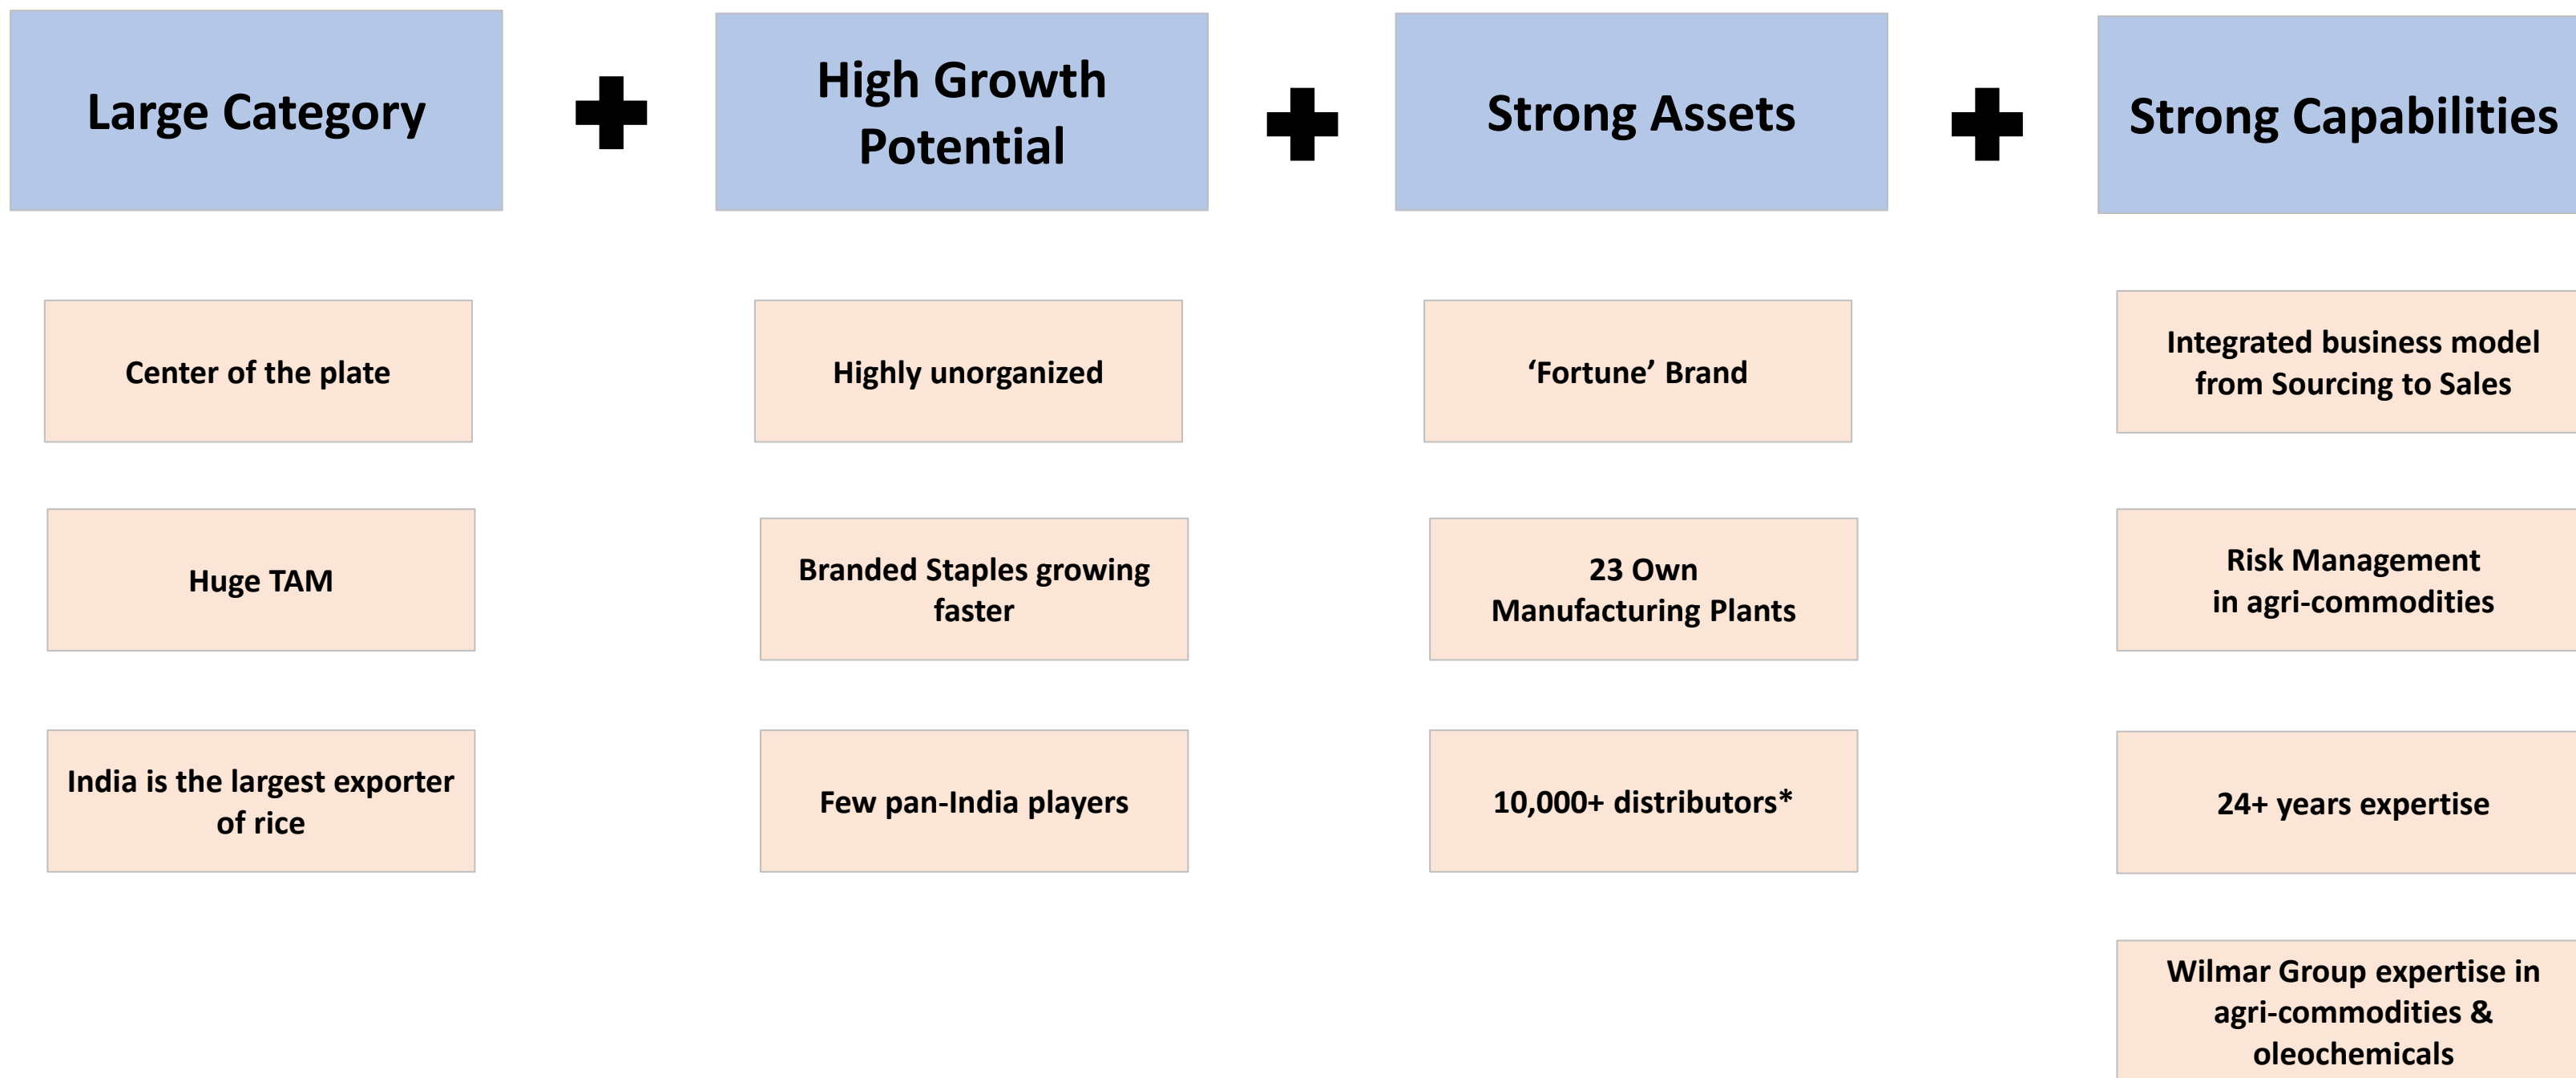 Large Category
High Growth
Potential
Strong Assets
Strong Capabilities
Center of the plate
Huge TAM
India is the largest exporter
of rice
Highly unorganized
Branded Staples growing
faster
Few pan-India players
‘Fortune’ Brand
23 Own
Manufacturing Plants
10,000+ distributors*
Integrated business model
from Sourcing to Sales
Risk Management
in agri-commodities
24+ years expertise
Wilmar Group expertise in
agri-commodities &
oleochemicals